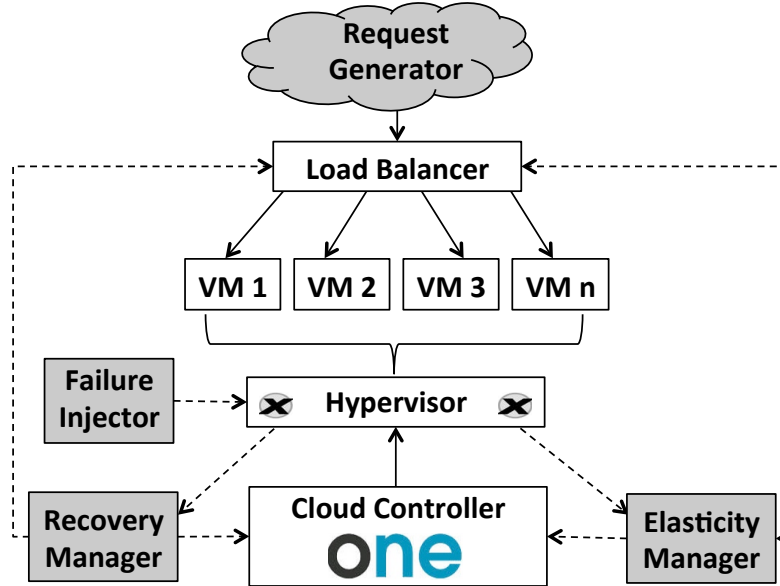 Request
Generator
Load Balancer
VM 1
VM 2
VM 3
VM n
Failure
Injector
X
Hypervisor
X
Recovery
Manager
Cloud Controller
one
Elasticity
Manager